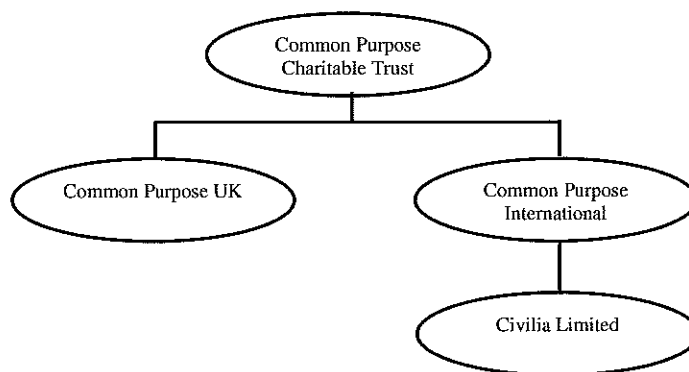 Common Purpose
Charitable Trust
Common Purpose UK
Common Purpose
International
Civilia Limited